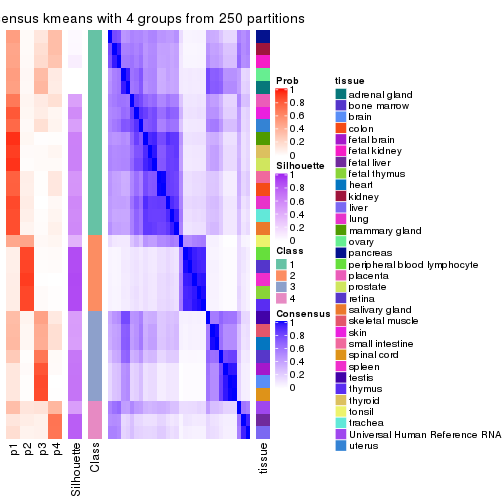 ensus kmeans with 4 groups from 250 partitions
p1
p2
p3
p4
Silhouette
Class
tissue
Prob
1
0.8
0.6
0.4
0.2
0
Silhouette
1
0.8
0.6
0.4
0.2
0
Class
1
2
3
4
Consensus
1
0.8
0.6
0.4
0.2
0
tissue
adrenal gland
bone marrow
brain
colon
fetal brain
fetal kidney
fetal liver
fetal thymus
heart
kidney
liver
lung
mammary gland
ovary
pancreas
peripheral blood lymphocyte
placenta
prostate
retina
salivary gland
skeletal muscle
skin
small intestine
spinal cord
spleen
testis
thymus
thyroid
tonsil
trachea
Universal Human Reference RNA
uterus